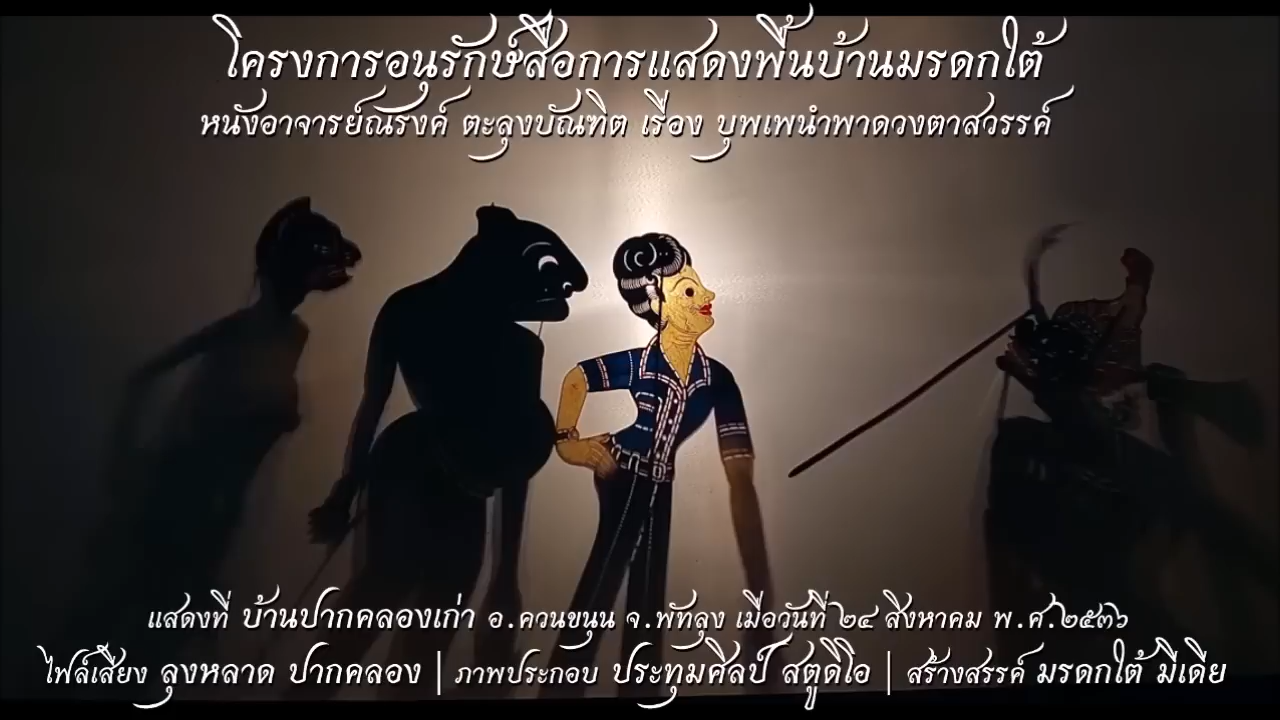 โครงการอนุรักษ์สื่อการแสดงพื้นบ้านมรดกใต้
หนังอาจารย์ณรงค์ ตะลุงบัณฑิต เรื่อง บุพเพนำพาดวงตาสวรรค์
แสดงที่ บ้านปากคลองเก่า อ.ควนขนุน จ.พัทลุง เมื่อวันที่ ๒๔ สิงหาคม พ.ศ.๒๕๓๖
ไฟล์เสียง ลุงหลาด ปากคลอง | ภาพประกอบ ประทุมศิลป์ สตูดิโอ | สร้างสรรค์ มรดกใต้ มีเดีย